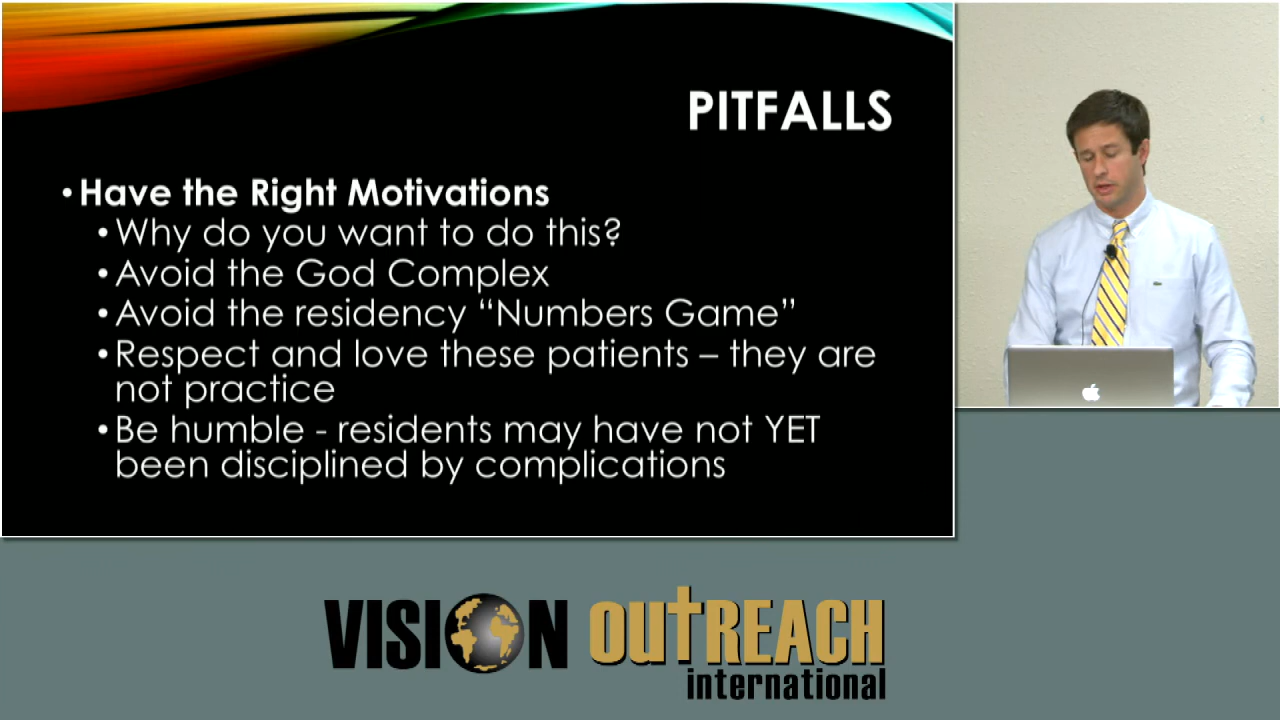 PITFALLS
• Have the Right Motivations
• Why do you want to do this?
• Avoid the God Complex
• Avoid the residency “Numbers Game”
• Respect and love these patients – they are
not practice
• Be humble - residents may have not YET
been disciplined by complications
VISION OUTREACH
international